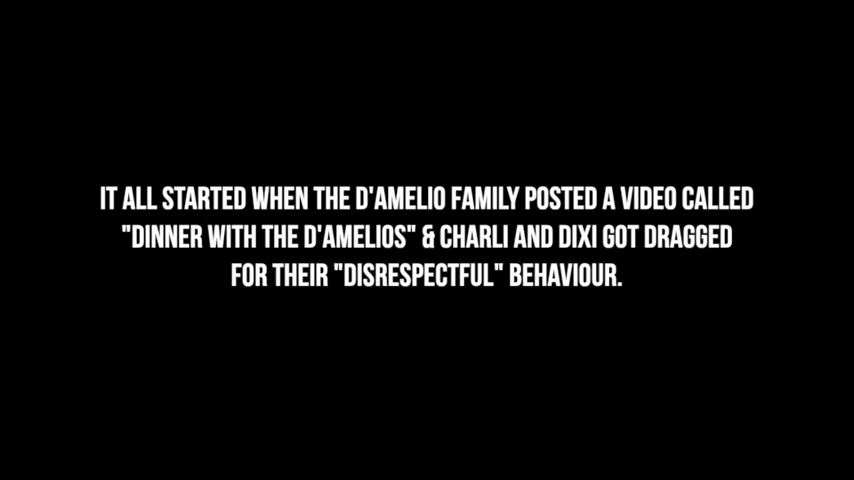 IT ALL STARTED WHEN THE D'AMELIO FAMILY POSTED A VIDEO CALLED
"DINNER WITH THE D'AMELIOS" & CHARLI AND DIXI GOT DRAGGED
FOR THEIR "DISRESPECTFUL" BEHAVIOUR.